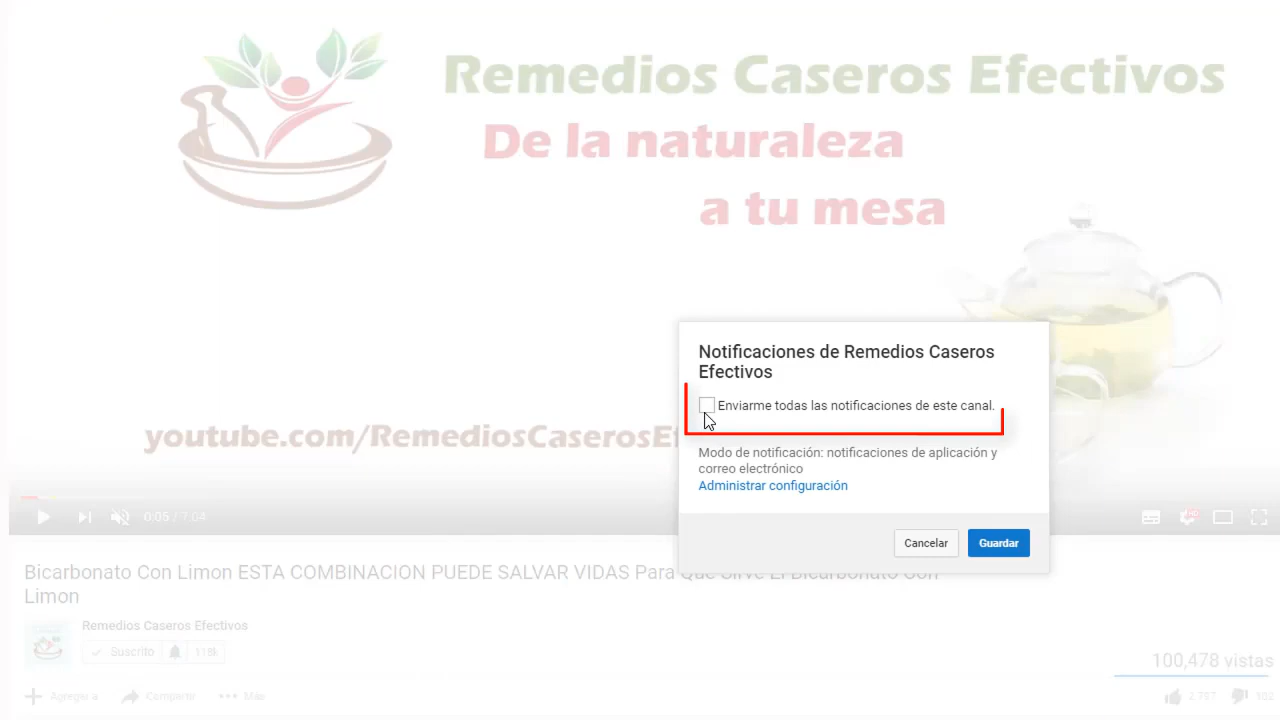 Remedios Caseros Efectivos
De la naturaleza
a tu mesa
Notificaciones de Remedios Caseros
Efectivos
Enviarme todas las notificaciones de este canal.
youtube.com/RemediosCaserosEf
Modo de notificación: notificaciones de aplicación y
correo electrónico
Administrar configuración
0:05 / 7:04
Cancelar Guardar
Bicarbonato Con Limon ESTA COMBINACION PUEDE SALVAR VIDAS Para Que Sirve El Bicarbonato Con
Limon
Remedios Caseros Efectivos
Suscrito 118k
100,478 vistas
Agregar a Compartir Más 2,797 302